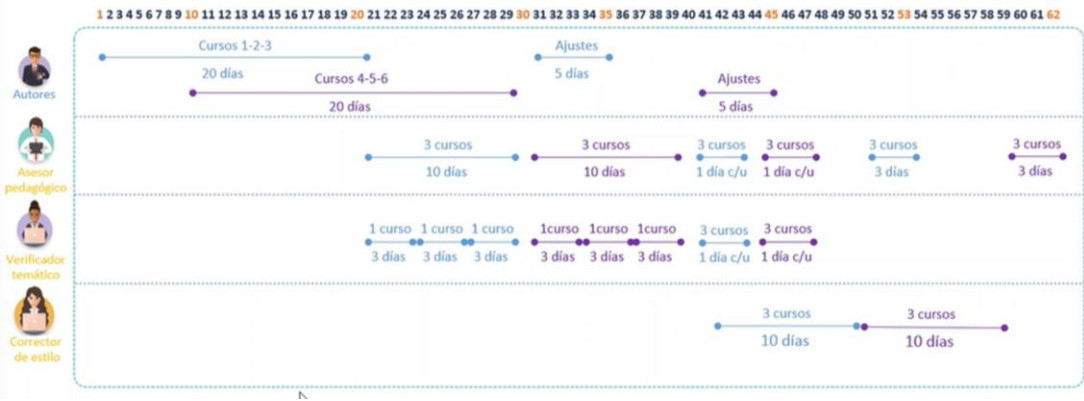 1 2 3 4 5 6 7 8 9 10 11 12 13 14 15 16 17 18 19 20 21 22 23 24 25 26 27 28 29 30 31 32 33 34 35 36 37 38 39 40 41 42 43 44 45 46 47 48 49 50 51 52 53 54 55 56 57 58 59 60 61 62
Cursos 1-2-3
Ajustes
20 días
5 días
Cursos 4-5-6
Ajustes
20 días
5 días
Autores
3 cursos
3 cursos
3 cursos
3 cursos
3 cursos
3 cursos
10 días
10 días
1 día c/u
1 día c/u
3 días
3 días
Asesor
pedagógico
1 curso
1 curso
1 curso
1curso
1curso
1curso
3 cursos
3 cursos
3 días
3 días
3 días
3 días
3 días
3 días
1 día c/u
1 día c/u
Verificador
temático
3 cursos
3 cursos
10 días
10 días
Corrector
de estilo